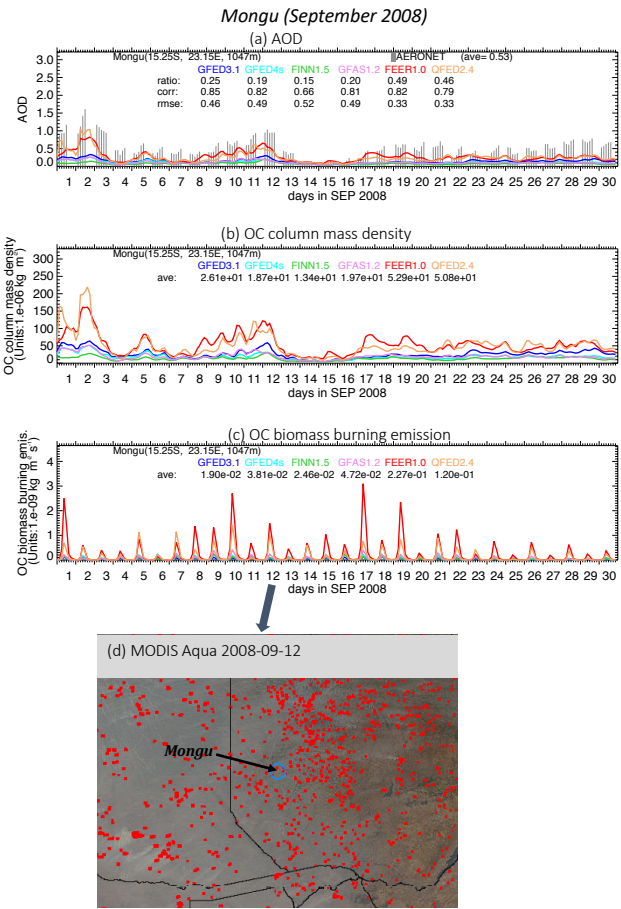 Mongu (September 2008)
(a) AOD
Mongu(15.25S, 23.15E, 1047m) AERONET (ave= 0.53)
GFED3.1 GFED4s FINN1.5 GFAS1.2 FEER1.0 QFED2.4
ratio: 0.25 0.19 0.15 0.20 0.49 0.46
corr: 0.85 0.82 0.66 0.81 0.82 0.79
rmse: 0.46 0.49 0.52 0.49 0.33 0.33
AOD
3.0
2.5
2.0
1.5
1.0
0.5
0.0
1 2 3 4 5 6 7 8 9 10 11 12 13 14 15 16 17 18 19 20 21 22 23 24 25 26 27 28 29 30
days in SEP 2008
(b) OC column mass density
Mongu(15.25S, 23.15E, 1047m)
GFED3.1 GFED4s FINN1.5 GFAS1.2 FEER1.0 QFED2.4
ave: 2.61e+01 1.87e+01 1.34e+01 1.97e+01 5.29e+01 5.08e+01
OC column mass density
(Units:1.e-06 kg m²)
300
250
200
150
100
50
0
1 2 3 4 5 6 7 8 9 10 11 12 13 14 15 16 17 18 19 20 21 22 23 24 25 26 27 28 29 30
days in SEP 2008
(c) OC biomass burning emission
Mongu(15.25S, 23.15E, 1047m)
GFED3.1 GFED4s FINN1.5 GFAS1.2 FEER1.0 QFED2.4
ave: 1.90e-02 3.81e-02 2.46e-02 4.72e-02 2.27e-01 1.20e-01
OC biomass burning emis.
(Units:1.e-09 kg m² s¹)
4
3
2
1
0
1 2 3 4 5 6 7 8 9 10 11 12 13 14 15 16 17 18 19 20 21 22 23 24 25 26 27 28 29 30
days in SEP 2008
(d) MODIS Aqua 2008-09-12
Mongu